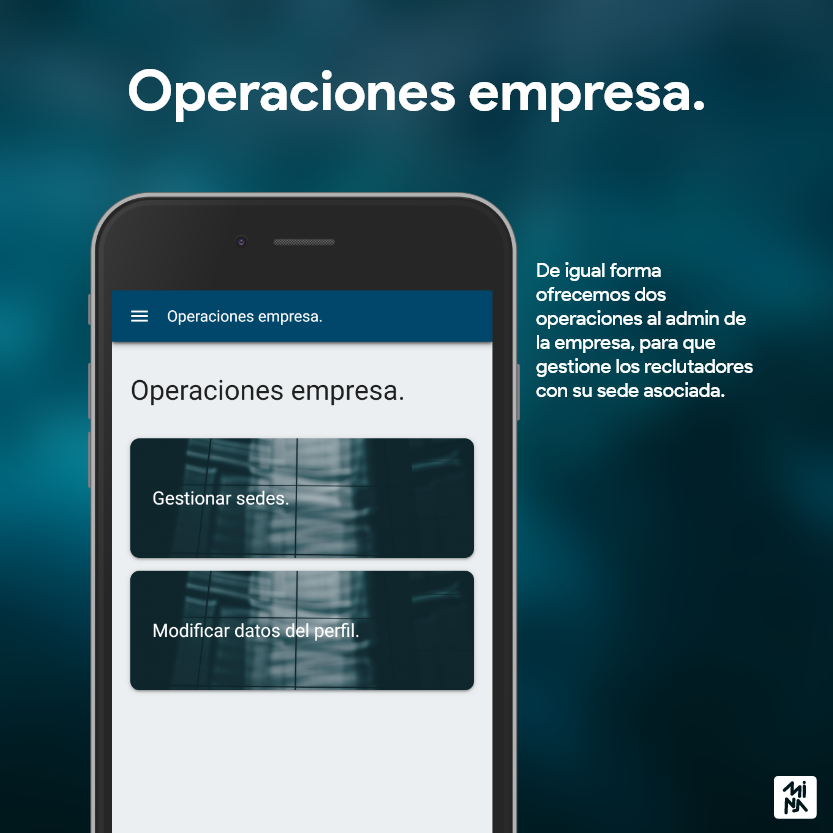 Operaciones empresa.
De igual forma
ofrecemos dos
operaciones al admin de
la empresa, para que
gestione los reclutadores
con su sede asociada.
Operaciones empresa.
Operaciones empresa.
Gestionar sedes.
Modificar datos del perfil.
MiNA